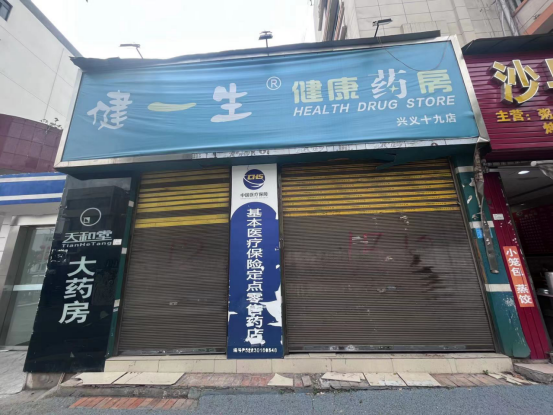 健一生®健康药房
HEALTH DRUG STORE
兴义十九店
沙
主营：
CHS
中国医疗保障
基本医疗保险定点零售药店
天和堂
TianHeTang
大药房
小笼包 蒸饺